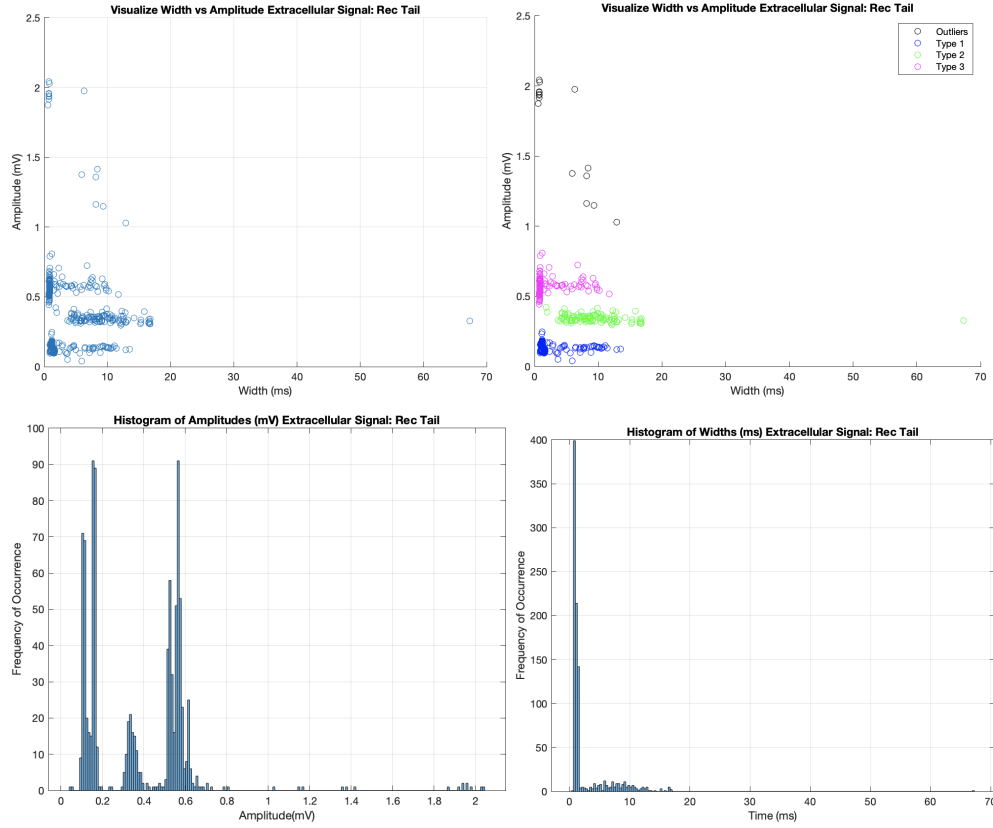 Visualize Width vs Amplitude Extracellular Signal: Rec Tail
2.5
2
1.5
1
0.5
0
Amplitude (mV)
0 10 20 30 40 50 60 70
Width (ms)
Visualize Width vs Amplitude Extracellular Signal: Rec Tail
Outliers
Type 1
Type 2
Type 3
2.5
2
1.5
1
0.5
0
Amplitude (mV)
0 10 20 30 40 50 60 70
Width (ms)
Histogram of Amplitudes (mV) Extracellular Signal: Rec Tail
100
90
80
70
60
50
40
30
20
10
0
Frequency of Occurrence
0 0.2 0.4 0.6 0.8 1 1.2 1.4 1.6 1.8 2
Amplitude(mV)
Histogram of Widths (ms) Extracellular Signal: Rec Tail
400
350
300
250
200
150
100
50
0
Frequency of Occurrence
0 10 20 30 40 50 60 70
Time (ms)